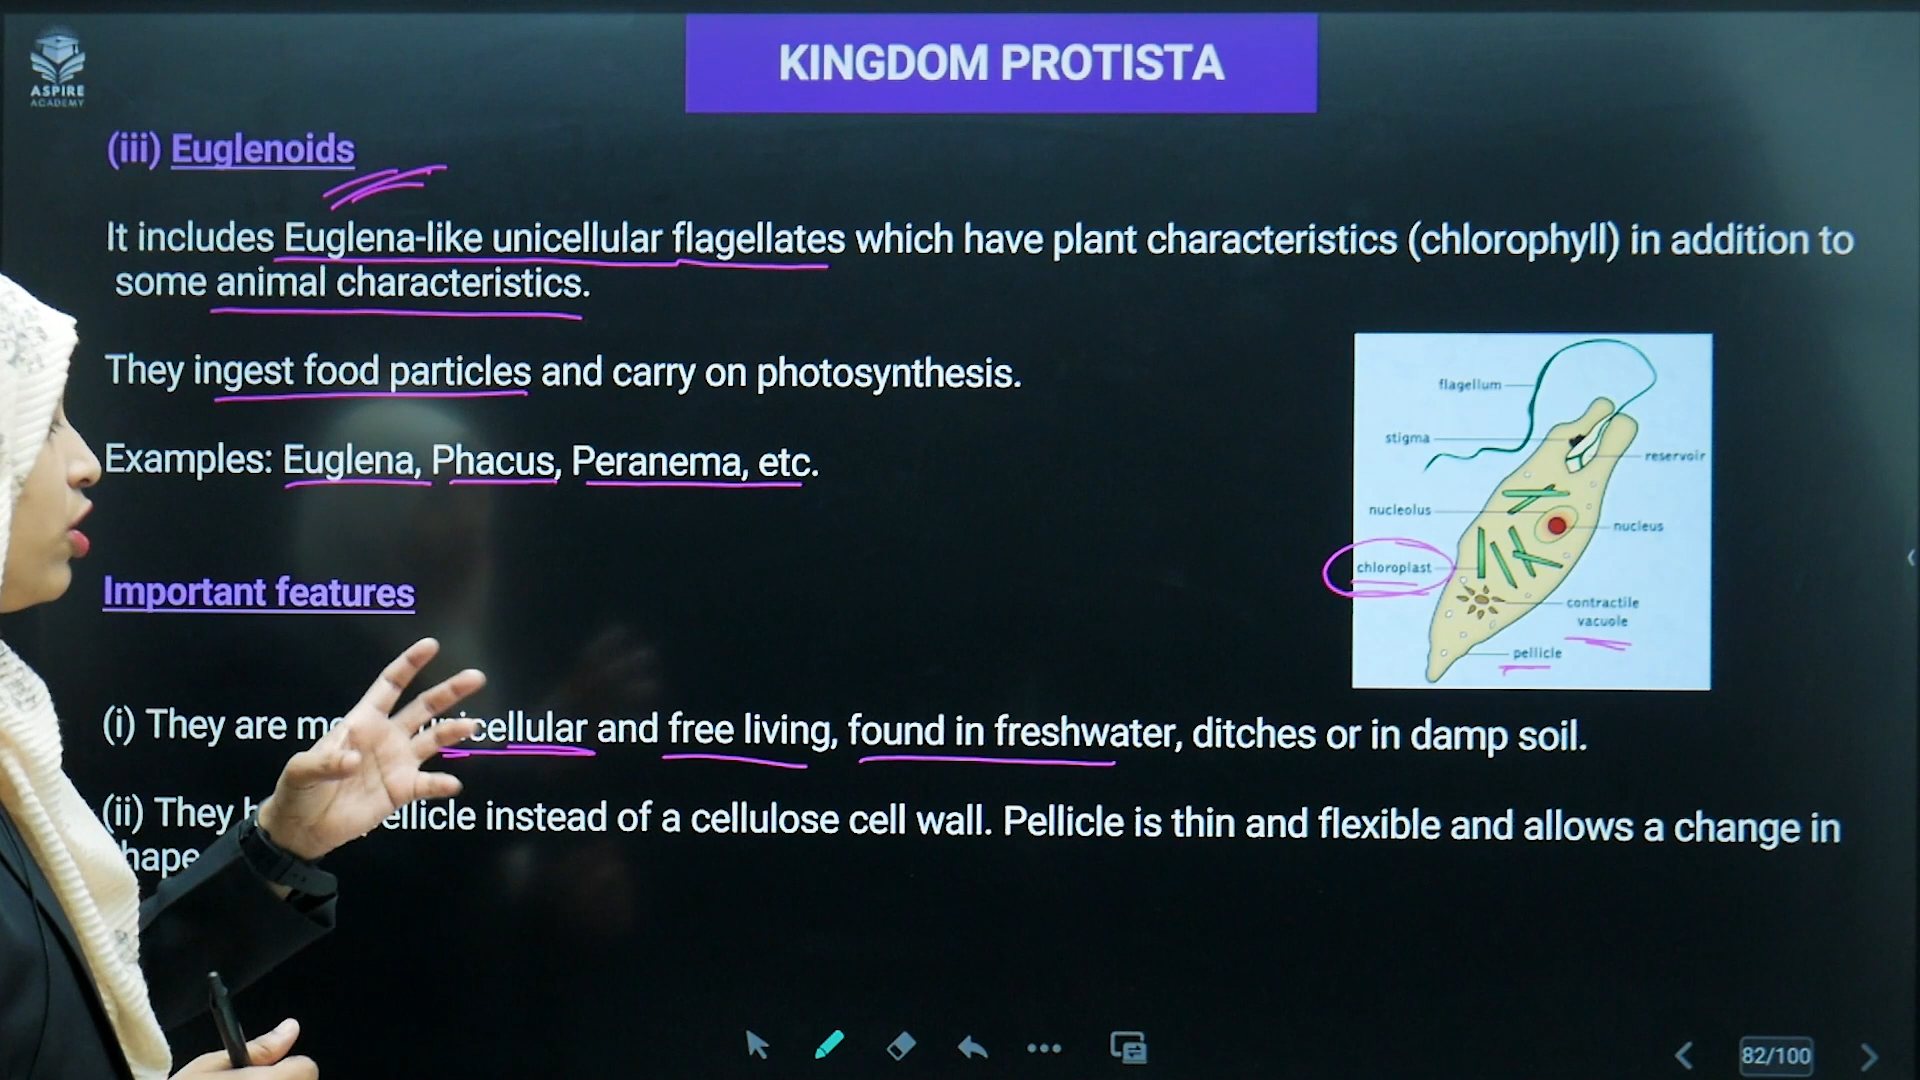 ASPIRE
ACADEMY
KINGDOM PROTISTA
(iii) Euglenoids
It includes Euglena-like unicellular flagellates which have plant characteristics (chlorophyll) in addition to
some animal characteristics.
They ingest food particles and carry on photosynthesis.
Examples: Euglena, Phacus, Peranema, etc.
flagellum
stigma
reservoir
nucleolus
nucleus
chloroplast
contractile
vacuole
pellicle
Important features
(i) They are unicellular and free living, found in freshwater, ditches or in damp soil.
(ii) They pellicle instead of a cellulose cell wall. Pellicle is thin and flexible and allows a change in
shape
82/100